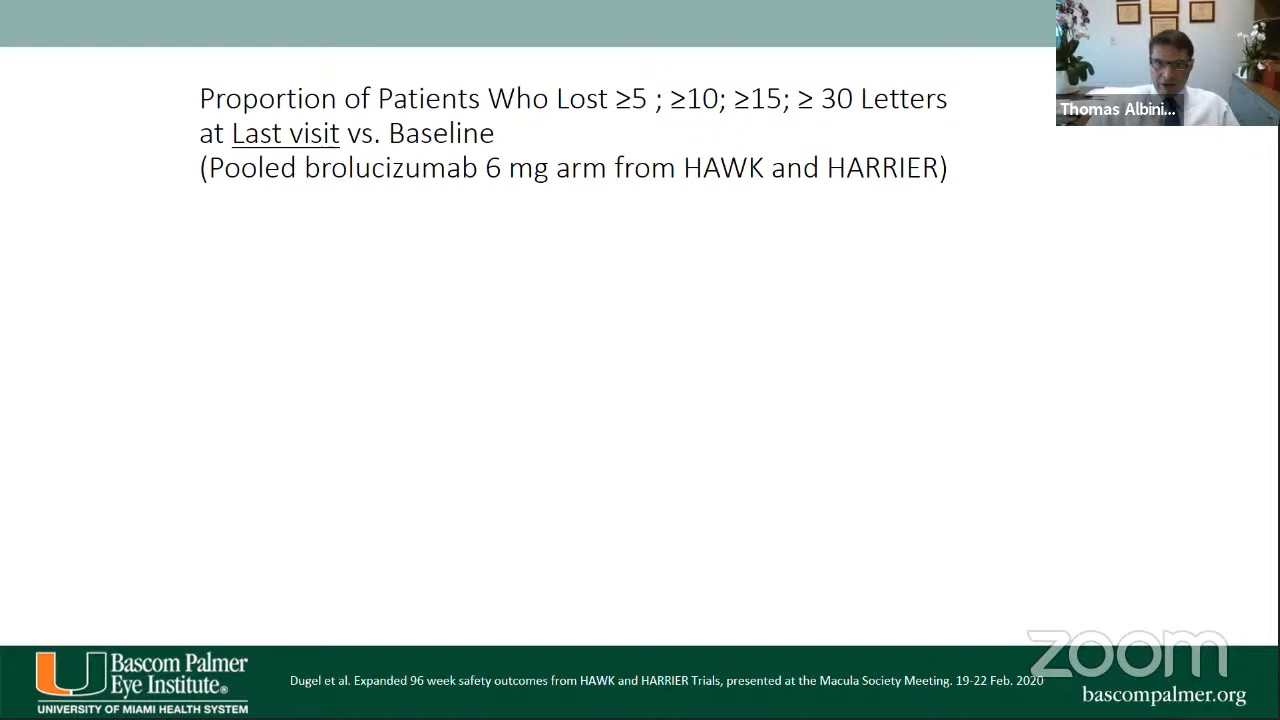 Proportion of Patients Who Lost ≥5 ; ≥10; ≥15; ≥ 30 Letters
at Last visit vs. Baseline
(Pooled brolucizumab 6 mg arm from HAWK and HARRIER)
Thomas Albini...
Bascom Palmer
Eye Institute®
UNIVERSITY OF MIAMI HEALTH SYSTEM
Dugel et al. Expanded 96 week safety outcomes from HAWK and HARRIER Trials, presented at the Macula Society Meeting. 19-22 Feb. 2020
zoom
bascompalmer.org